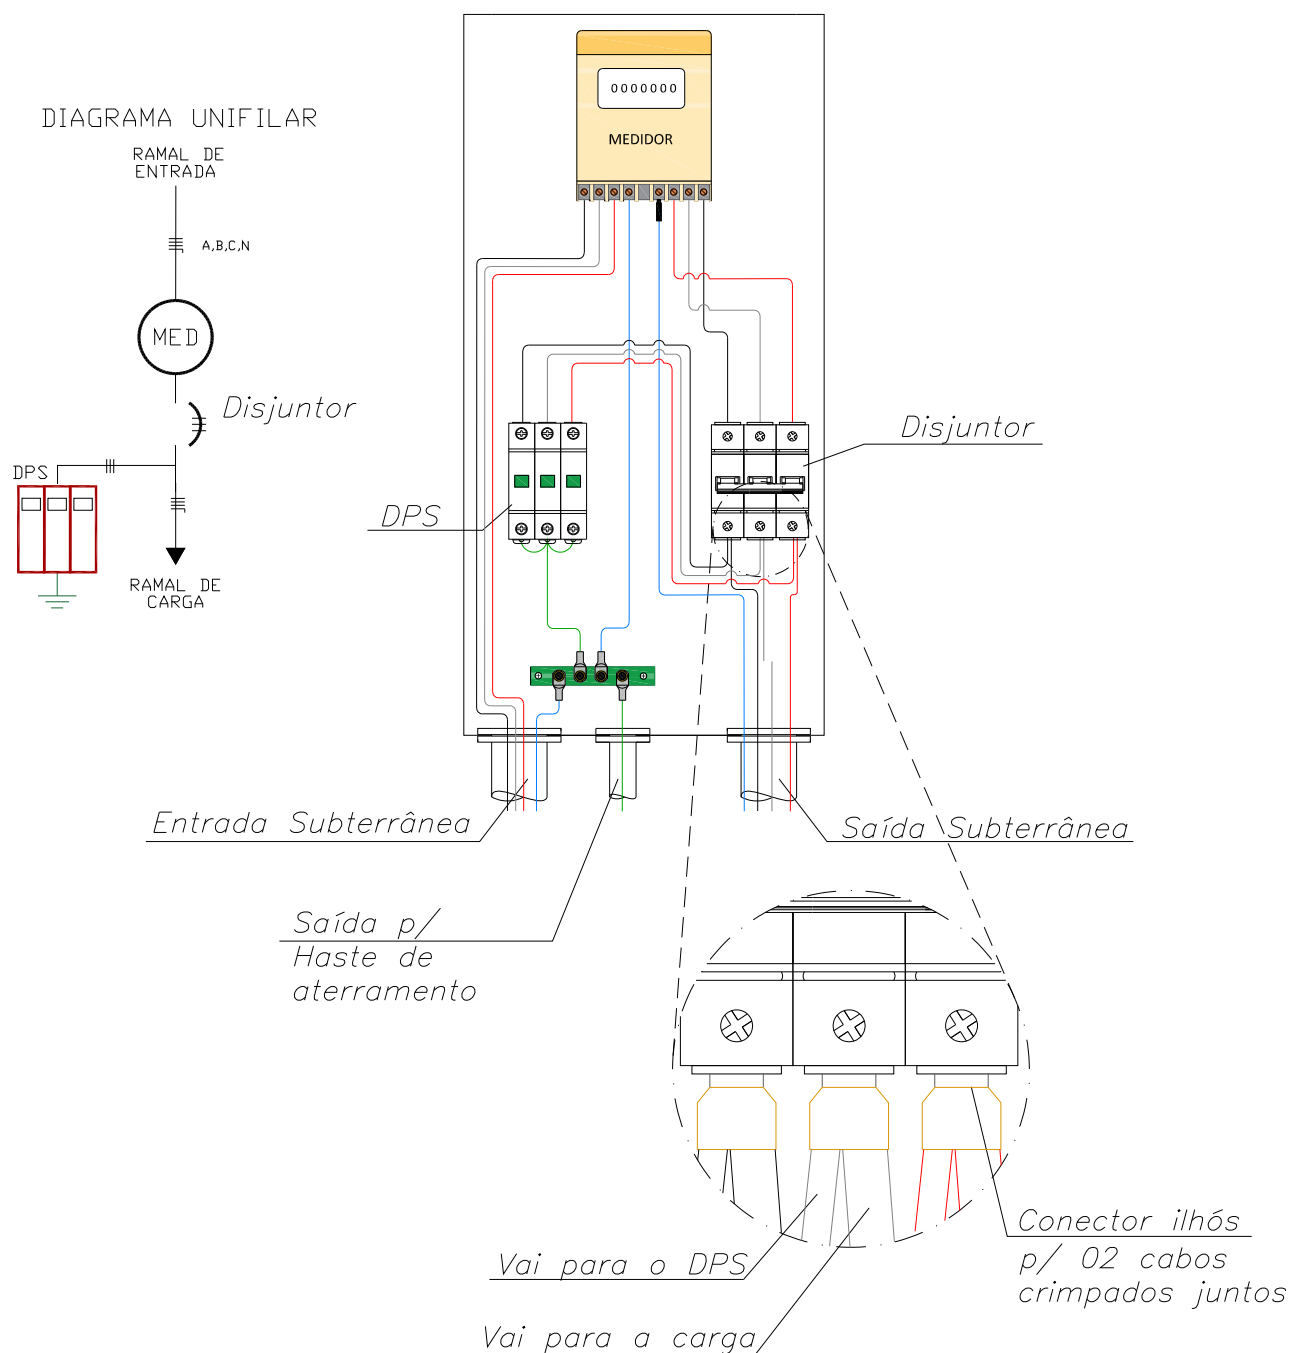 DIAGRAMA UNIFILAR
RAMAL DE
ENTRADA
A,B,C,N
MED
Disjuntor
DPS
RAMAL DE
CARGA
0000000
MEDIDOR
Disjuntor
DPS
Entrada Subterrânea
Saída Subterrânea
Saída p/
Haste de
aterramento
Conector ilhós
p/ 02 cabos
crimpados juntos
Vai para o DPS
Vai para a carga